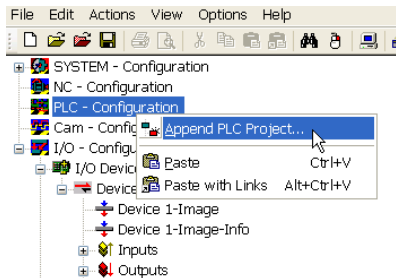 File Edit Actions View Options Help
SYSTEM - Configuration
NC - Configuration
PLC - Configuration
Cam - Config
Append PLC Project...
I/O - Configu
Paste Ctrl+V
I/O Device
Paste with Links Alt+Ctrl+V
Device
Device 1-Image
Device 1-Image-Info
Inputs
Outputs